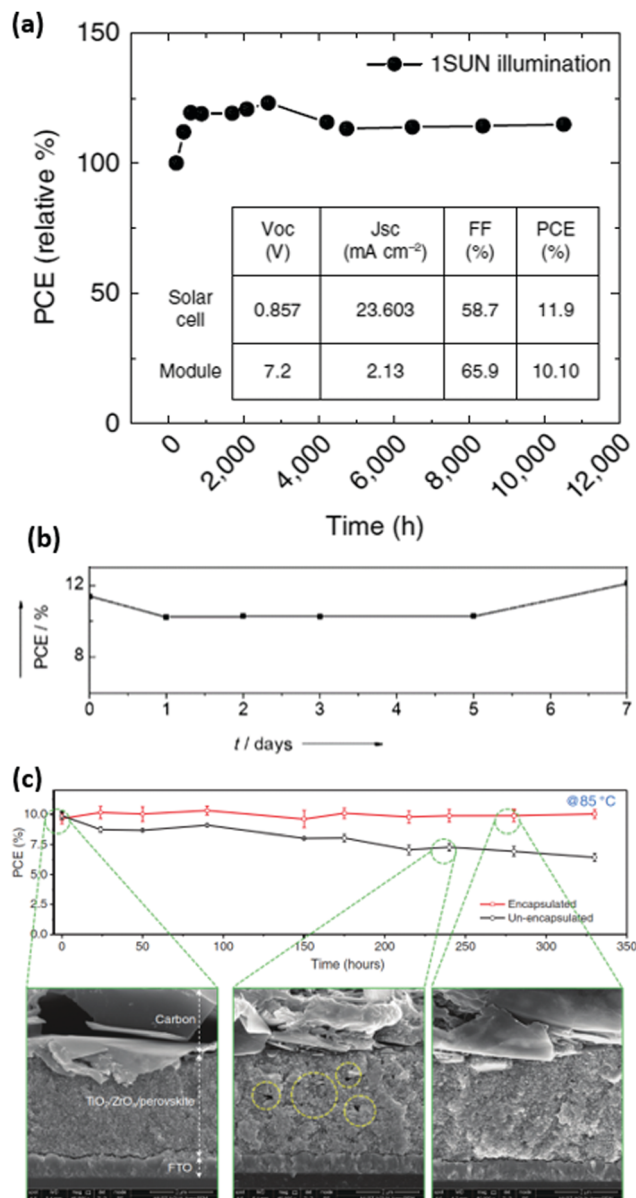 (a)
150
1SUN illumination
100
50
0
PCE (relative %)
Voc (V) Jsc (mA cm⁻²) FF (%) PCE (%)
Solar cell 0.857 23.603 58.7 11.9
Module 7.2 2.13 65.9 10.10
0 2,000 4,000 6,000 8,000 10,000 12,000
Time (h)
(b)
12
8
PCE / %
0 1 2 3 5 7
t / days
(c)
@85 °C
10.0
7.5
5.0
2.5
0.0
PCE (%)
Encapsulated
Un-encapsulated
0 50 100 150 200 250 300 350
Time (hours)
Carbon
TiO₂/ZrO₂/perovskite
FTO